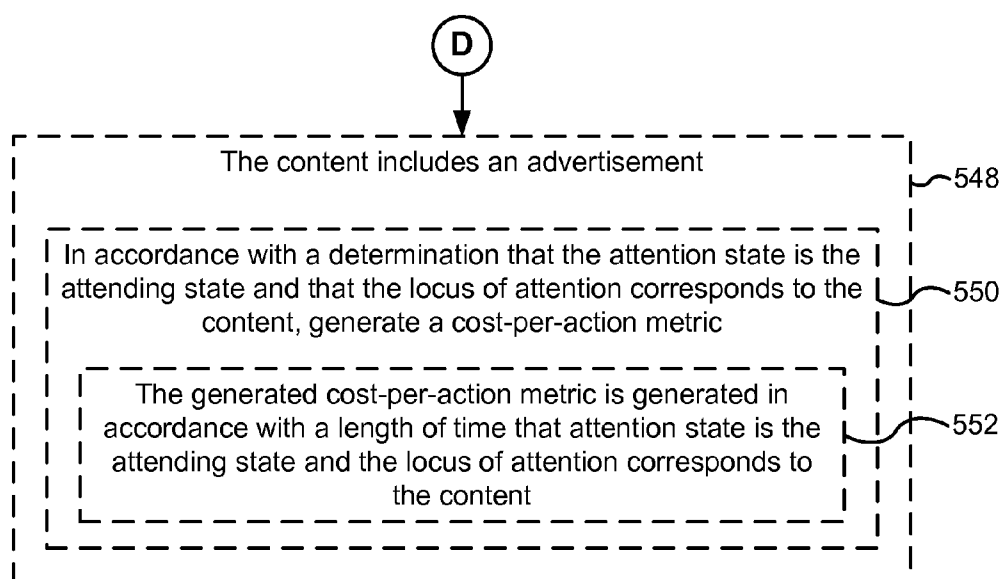 D
The content includes an advertisement
548
In accordance with a determination that the attention state is the
attending state and that the locus of attention corresponds to the
content, generate a cost-per-action metric
550
The generated cost-per-action metric is generated in
accordance with a length of time that attention state is the
attending state and the locus of attention corresponds to
the content
552